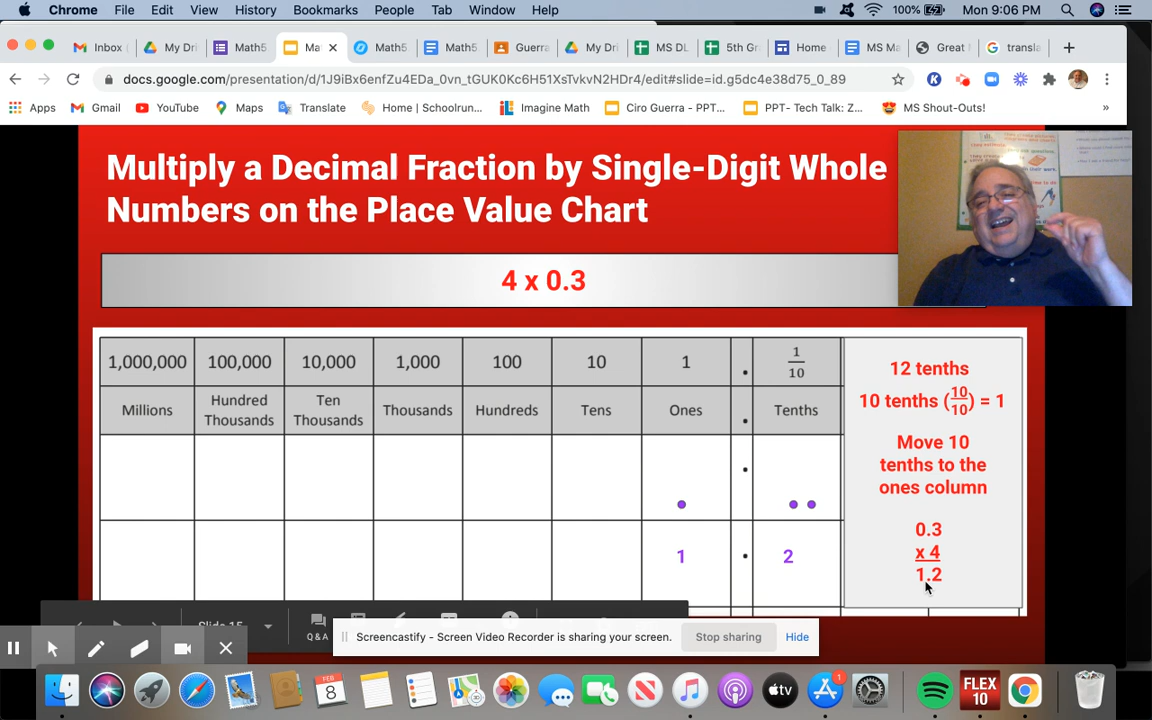 Chrome File Edit View History Bookmarks People Tab Window Help 100% Mon 9:06 PM
Inbox ( My Dri Math5 Ma Math5 Math5 Guerra My Dri MS DL 5th Gr Home MS Ma Great transla
docs.google.com/presentation/d/1J9iBx6enfZu4EDa_0vn_tGUK0Kc6H51XsTvkvN2HDr4/edit#slide=id.g5dc4e38d75_0_89
Apps Gmail YouTube Maps Translate Home | Schoolrun... Imagine Math Ciro Guerra - PPT... PPT- Tech Talk: Z... MS Shout-Outs! »
Multiply a Decimal Fraction by Single-Digit Whole
Numbers on the Place Value Chart
4 x 0.3
1,000,000 100,000 10,000 1,000 100 10 1 . 1/10
Millions Hundred Thousands Ten Thousands Thousands Hundreds Tens Ones . Tenths
1 . 2
12 tenths
10 tenths (10/10) = 1
Move 10
tenths to the
ones column
0.3
x 4
1.2
Q&A
Screencastify - Screen Video Recorder is sharing your screen. Stop sharing Hide
FEB
8
tv
1
FLEX
10